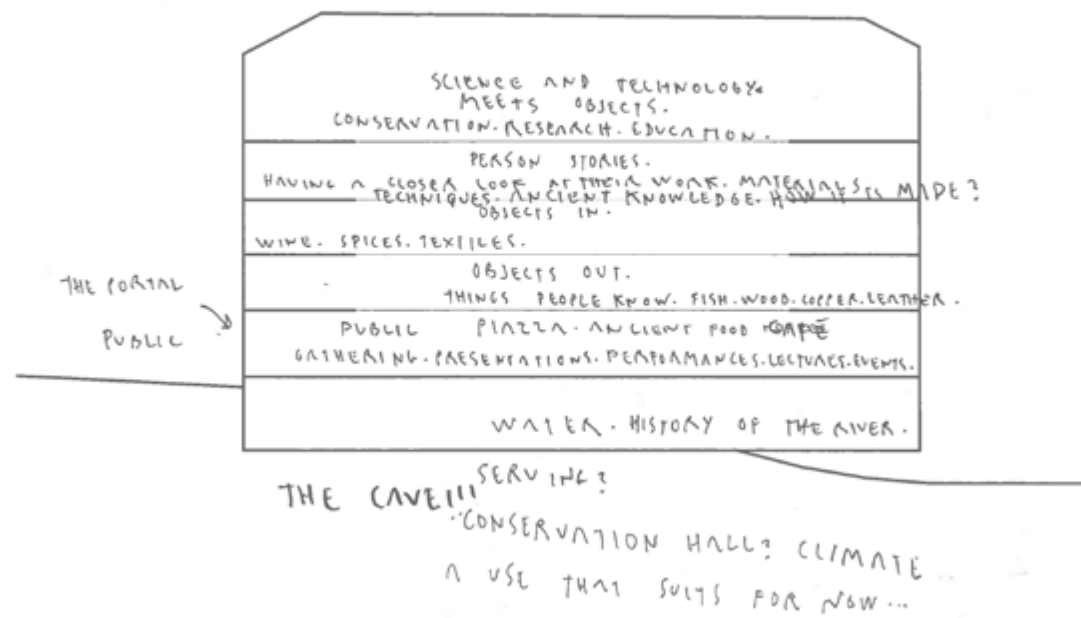 SCIENCE AND TECHNOLOGY.
MEETS OBJECTS.
CONSERVATION. RESEARCH. EDUCATION.
PERSON STORIES.
HAVING A CLOSER LOOK AT THEIR WORK. MATERIALS
TECHNIQUES. ANCIENT KNOWLEDGE. HOW IT IS MADE?
OBJECTS IN.
WINE. SPICES. TEXTILES.
OBJECTS OUT.
THINGS PEOPLE KNOW. FISH. WOOD. COPPER. LEATHER.
THE PORTAL
PUBLIC
PUBLIC PIAZZA. ANCIENT FOOD CAFÉ
GATHERING. PRESENTATIONS. PERFORMANCES. LECTURES. EVENTS.
WATER. HISTORY OF THE RIVER.
THE CAVE!!!
SERVING?
CONSERVATION HALL? CLIMATE...
A USE THAT SUITS FOR NOW...